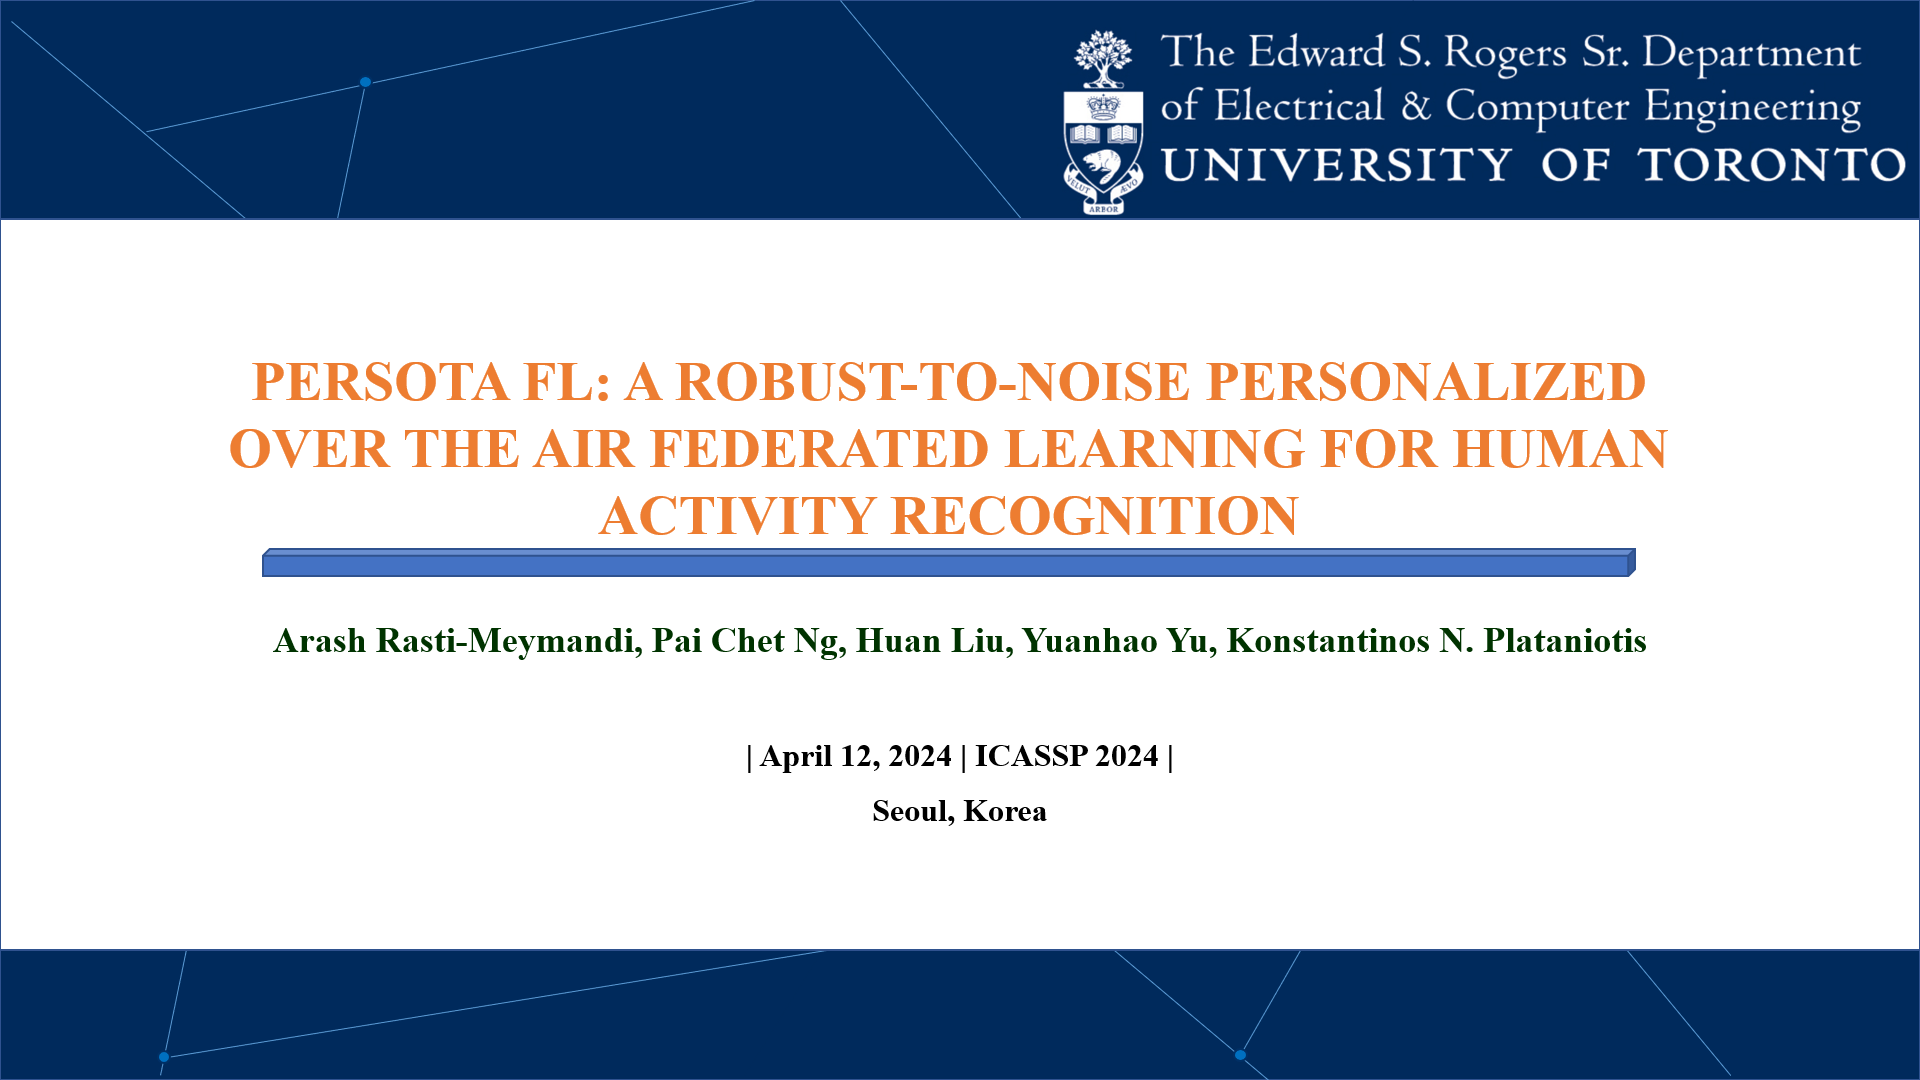 The Edward S. Rogers Sr. Department
of Electrical & Computer Engineering
UNIVERSITY OF TORONTO
VELUT ARBOR ÆVO
PERSOTA FL: A ROBUST-TO-NOISE PERSONALIZED
OVER THE AIR FEDERATED LEARNING FOR HUMAN
ACTIVITY RECOGNITION
Arash Rasti-Meymandi, Pai Chet Ng, Huan Liu, Yuanhao Yu, Konstantinos N. Plataniotis
| April 12, 2024 | ICASSP 2024 |
Seoul, Korea